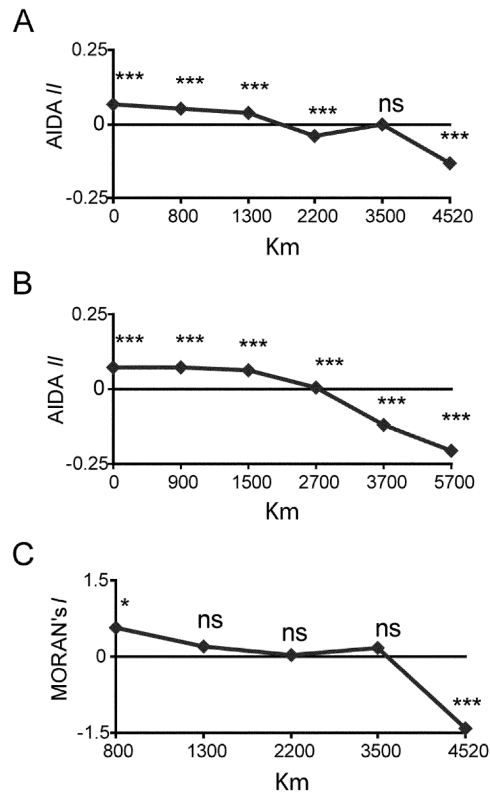 A
0.25
***
***
***
***
ns
***
AIDA II
0
-0.25
0 800 1300 2200 3500 4520
Km
B
0.25
***
***
***
***
***
***
AIDA II
0
-0.25
0 900 1500 2700 3700 5700
Km
C
1.5
*
ns
ns
ns
***
MORAN's I
0
-1.5
800 1300 2200 3500 4520
Km